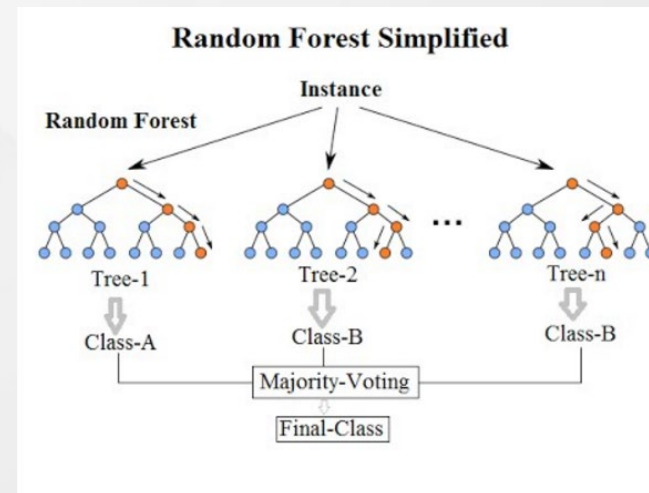 Random Forest Simplified
Instance
Random Forest
...
Tree-1
Tree-2
Tree-n
Class-A
Class-B
Class-B
Majority-Voting
Final-Class